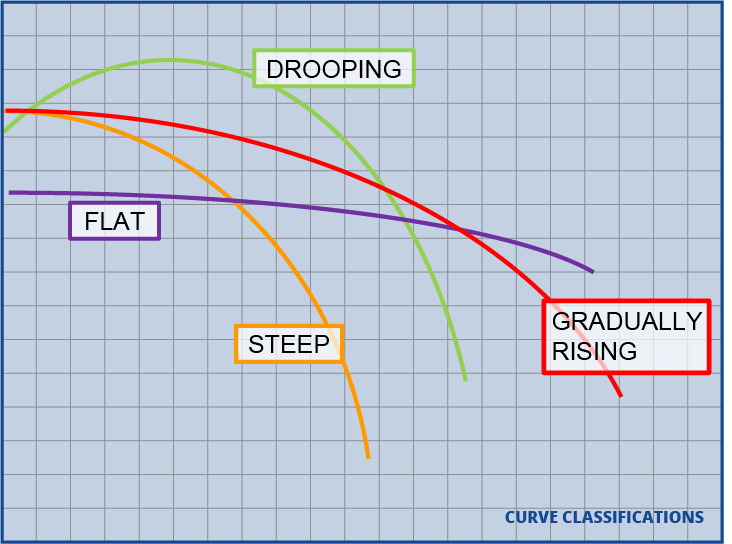 DROOPING
FLAT
STEEP
GRADUALLY
RISING
CURVE CLASSIFICATIONS